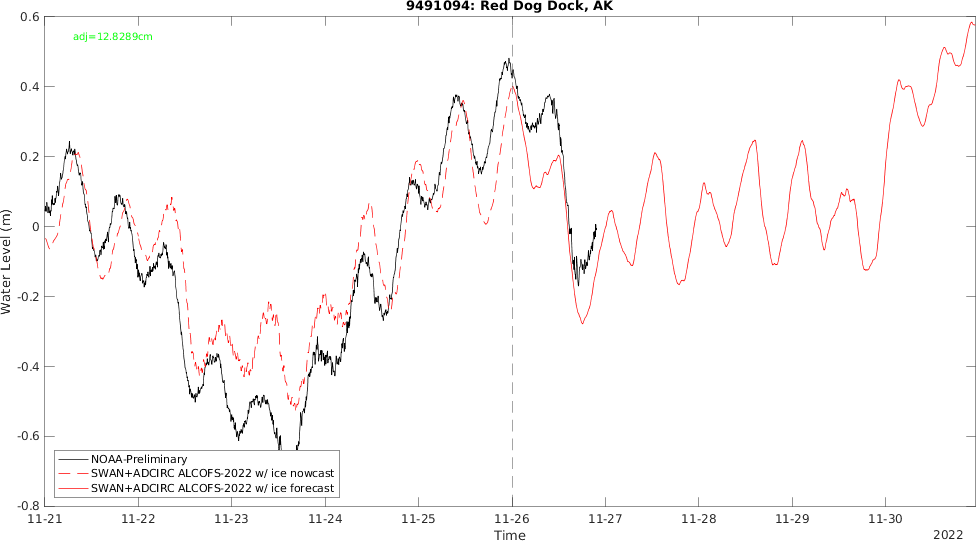 9491094: Red Dog Dock, AK
adj=12.8289cm
0.6
0.4
0.2
0
-0.2
-0.4
-0.6
-0.8
Water Level (m)
NOAA-Preliminary
SWAN+ADCIRC ALCOFS-2022 w/ ice nowcast
SWAN+ADCIRC ALCOFS-2022 w/ ice forecast
11-21 11-22 11-23 11-24 11-25 11-26 11-27 11-28 11-29 11-30
Time
2022